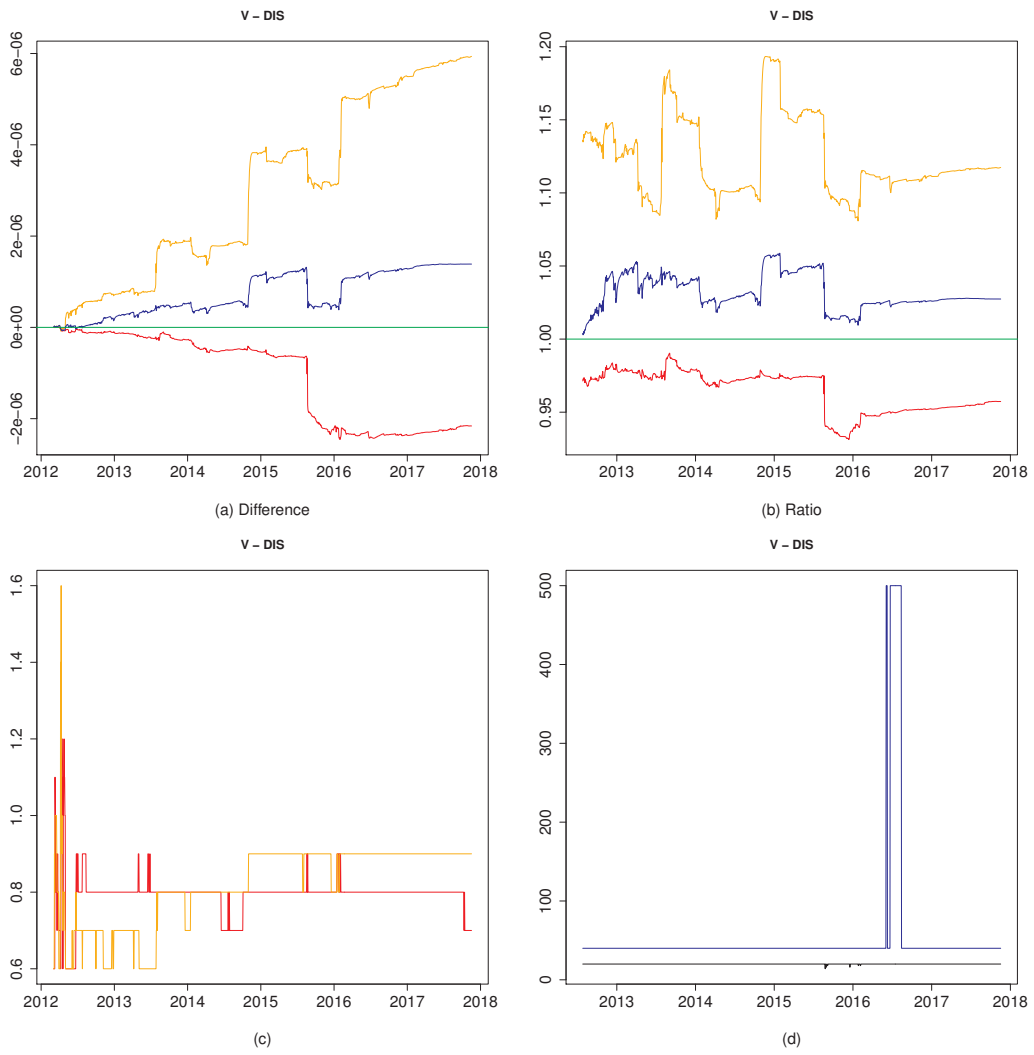 V − DIS
6e−06
4e−06
2e−06
0e+00
−2e−06
2012 2013 2014 2015 2016 2017 2018
(a) Difference
V − DIS
1.20
1.15
1.10
1.05
1.00
0.95
2013 2014 2015 2016 2017 2018
(b) Ratio
V − DIS
1.6
1.4
1.2
1.0
0.8
0.6
2012 2013 2014 2015 2016 2017 2018
(c)
V − DIS
500
400
300
200
100
0
2013 2014 2015 2016 2017 2018
(d)